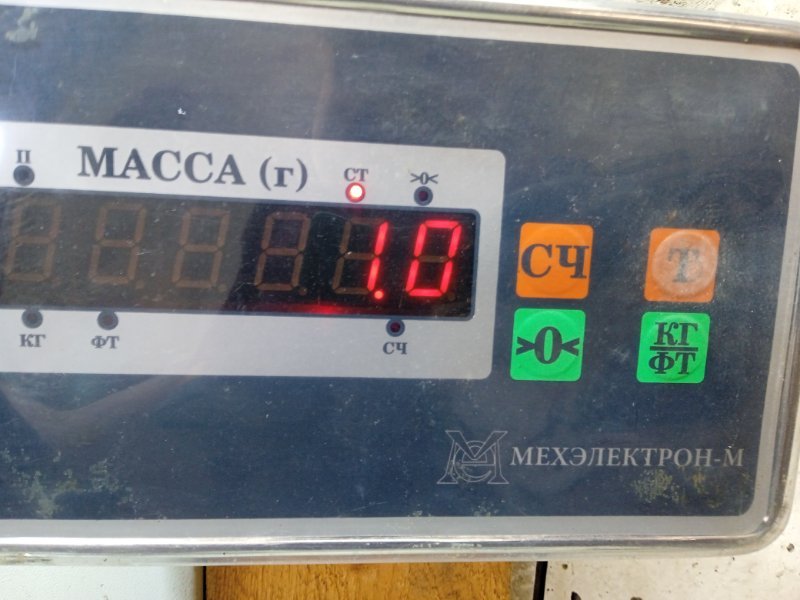 П
МАССА (г)
СТ
>0<
1.0
КГ
ФТ
СЧ
СЧ
Т
>0<
КГ
ФТ
МЕХЭЛЕКТРОН-М